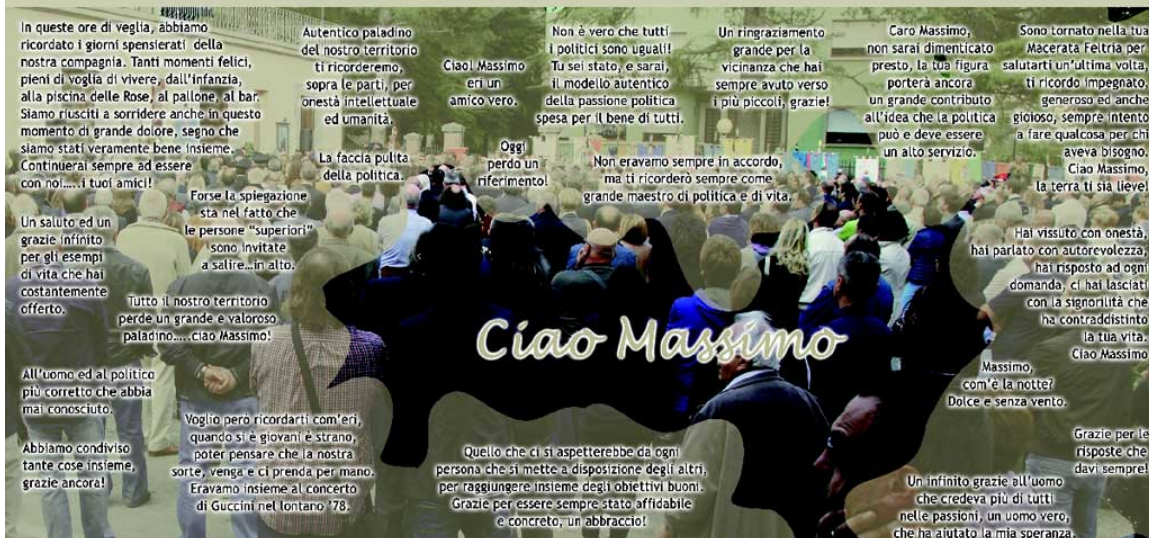 In queste ore di veglia, abbiamo
ricordato i giorni spensierati della
nostra compagnia. Tanti momenti felici,
pieni di voglia di vivere, dall'infanzia,
alla piscina delle Rose, al pallone, al bar.
Siamo riusciti a sorridere anche in questo
momento di grande dolore, segno che
siamo stati veramente bene insieme.
Continuerai sempre ad essere
con noi.....i tuoi amici!
Autentico paladino
del nostro territorio
ti ricorderemo,
sopra le parti, per
onestà intellettuale
ed umanità.
Ciao! Massimo
eri un
amico vero.
Non è vero che tutti
i politici sono uguali!
Tu sei stato, e sarai,
il modello autentico
della passione politica
spesa per il bene di tutti.
Un ringraziamento
grande per la
vicinanza che hai
sempre avuto verso
i più piccoli, grazie!
Caro Massimo,
non sarai dimenticato
presto, la tua figura
porterà ancora
un grande contributo
all'idea che la politica
può e deve essere
un alto servizio.
Sono tornato nella tua
Macerata Feltria per
salutarti un'ultima volta,
ti ricordo impegnato,
generoso ed anche
gioioso, sempre intento
a fare qualcosa per chi
aveva bisogno.
Ciao Massimo,
la terra ti sia lieve!
La faccia pulita
della politica.
Oggi
perdo un
riferimento!
Non eravamo sempre in accordo,
ma ti ricorderò sempre come
grande maestro di politica e di vita.
Forse la spiegazione
sta nel fatto che
le persone "superiori"
sono invitate
a salire...in alto.
Un saluto ed un
grazie infinito
per gli esempi
di vita che hai
costantemente
offerto.
Tutto il nostro territorio
perde un grande e valoroso
paladino.....ciao Massimo!
Hai vissuto con onestà,
hai parlato con autorevolezza,
hai risposto ad ogni
domanda, ci hai lasciati
con la signorilità che
ha contraddistinto
la tua vita.
Ciao Massimo
Ciao Massimo
Massimo,
com'è la notte?
Dolce e senza vento.
All'uomo ed al politico
più corretto che abbia
mai conosciuto.
Voglio però ricordarti com'eri,
quando si è giovani è strano,
poter pensare che la nostra
sorte, venga e ci prenda per mano.
Eravamo insieme al concerto
di Guccini nel lontano '78.
Abbiamo condiviso
tante cose insieme,
grazie ancora!
Quello che ci si aspetterebbe da ogni
persona che si mette a disposizione degli altri,
per raggiungere insieme degli obiettivi buoni.
Grazie per essere sempre stato affidabile
e concreto, un abbraccio!
Grazie per le
risposte che
davi sempre!
Un infinito grazie all'uomo
che credeva più di tutti
nelle passioni, un uomo vero,
che ha aiutato la mia speranza.